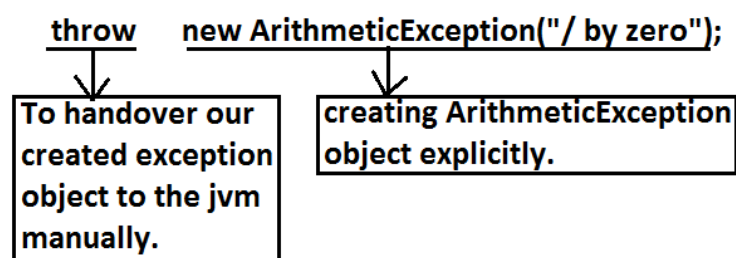 throw new ArithmeticException("/ by zero");
To handover our
created exception
object to the jvm
manually.
creating ArithmeticException
object explicitly.